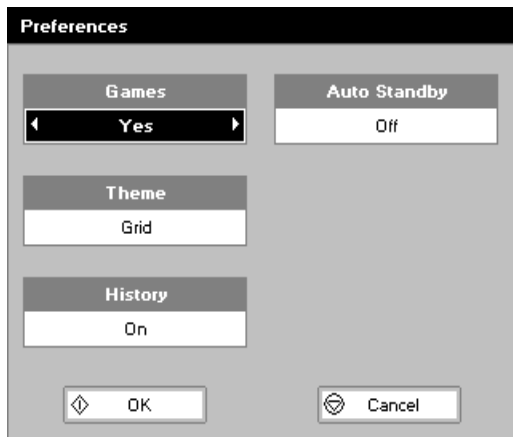 Preferences
Games
Yes
Auto Standby
Off
Theme
Grid
History
On
OK
Cancel